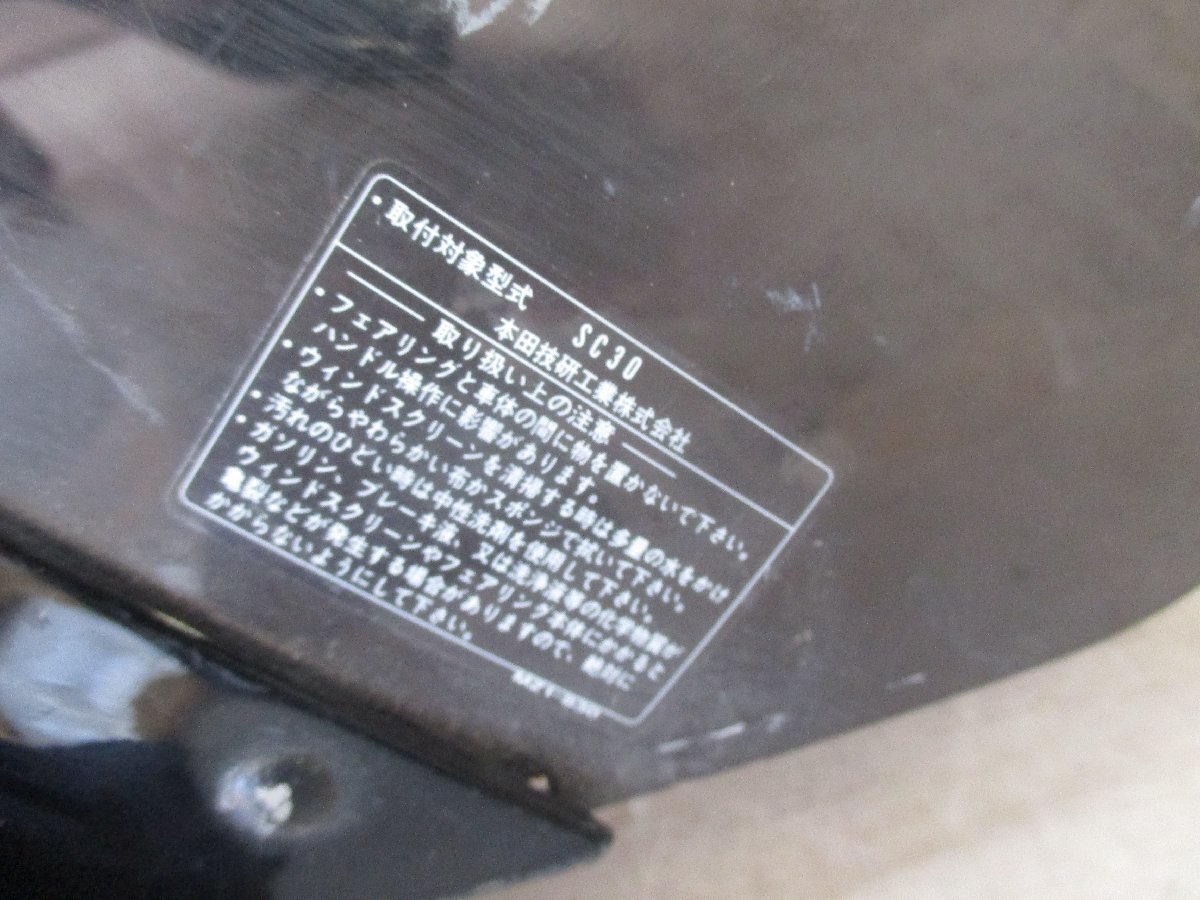 ・取付対象型式 SC30
本田技研工業株式会社
取り扱い上の注意
・フェアリングと車体の間に物を置かないで下さい。
ハンドル操作に影響があります。
・ウィンドスクリーンを清掃する時は多量の水をかけ
ながらやわらかい布かスポンジで拭いて下さい。
・汚れのひどい時は中性洗剤を使用して下さい。
・ガソリン、ブレーキ液、又は洗浄液等の化学物質が
ウィンドスクリーンやフェアリング本体にかかると
亀裂などが発生する場合がありますので、絶対に
かからないようにして下さい。